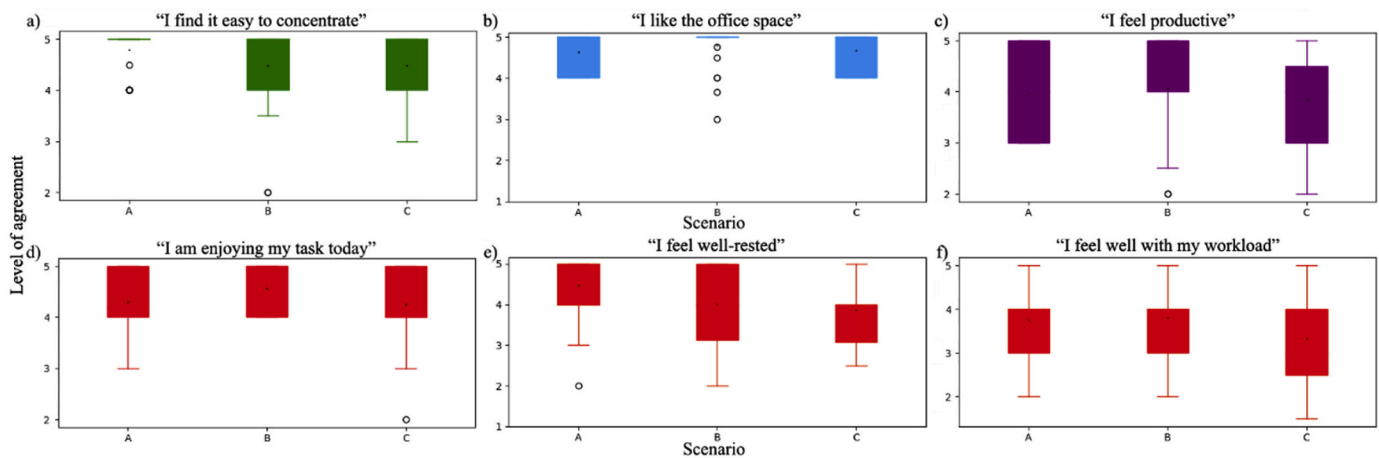 a) “I find it easy to concentrate”
5
4
3
2
A B C
b) “I like the office space”
5
4
3
2
1
A B C
Scenario
c) “I feel productive”
5
4
3
2
A B C
Level of agreement
d) “I am enjoying my task today”
5
4
3
2
A B C
e) “I feel well-rested”
5
4
3
2
1
A B C
Scenario
f) “I feel well with my workload”
5
4
3
2
A B C